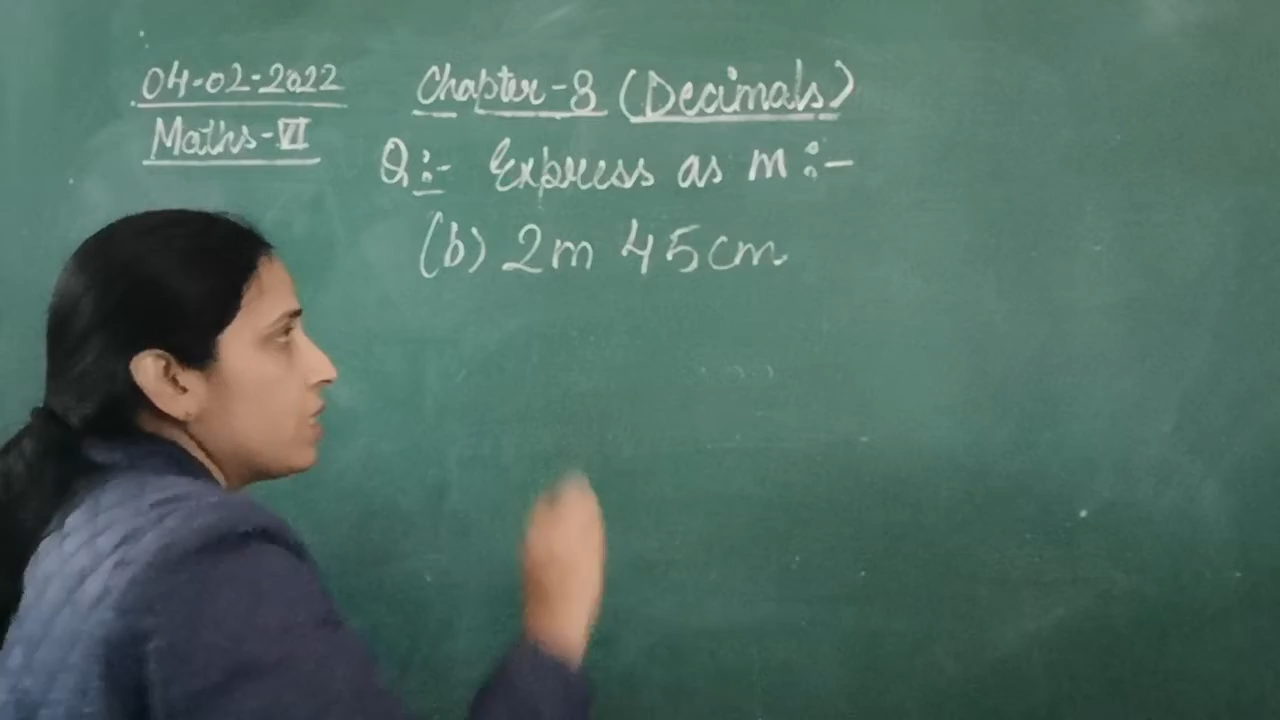 04-02-2022
Maths-VI
Chapter-8 (Decimals)
Q:- Express as m:-
(b) 2m 45cm